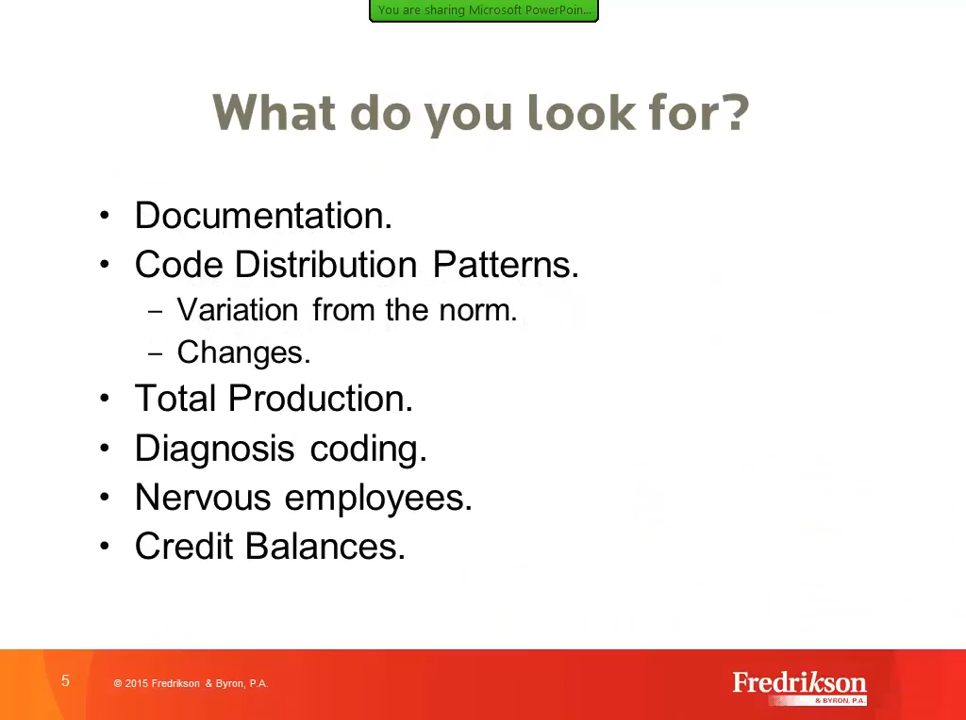 You are sharing Microsoft PowerPoin...
What do you look for?
• Documentation.
• Code Distribution Patterns.
– Variation from the norm.
– Changes.
• Total Production.
• Diagnosis coding.
• Nervous employees.
• Credit Balances.
5
© 2015 Fredrikson & Byron, P.A.
Fredrikson
& BYRON, P.A.